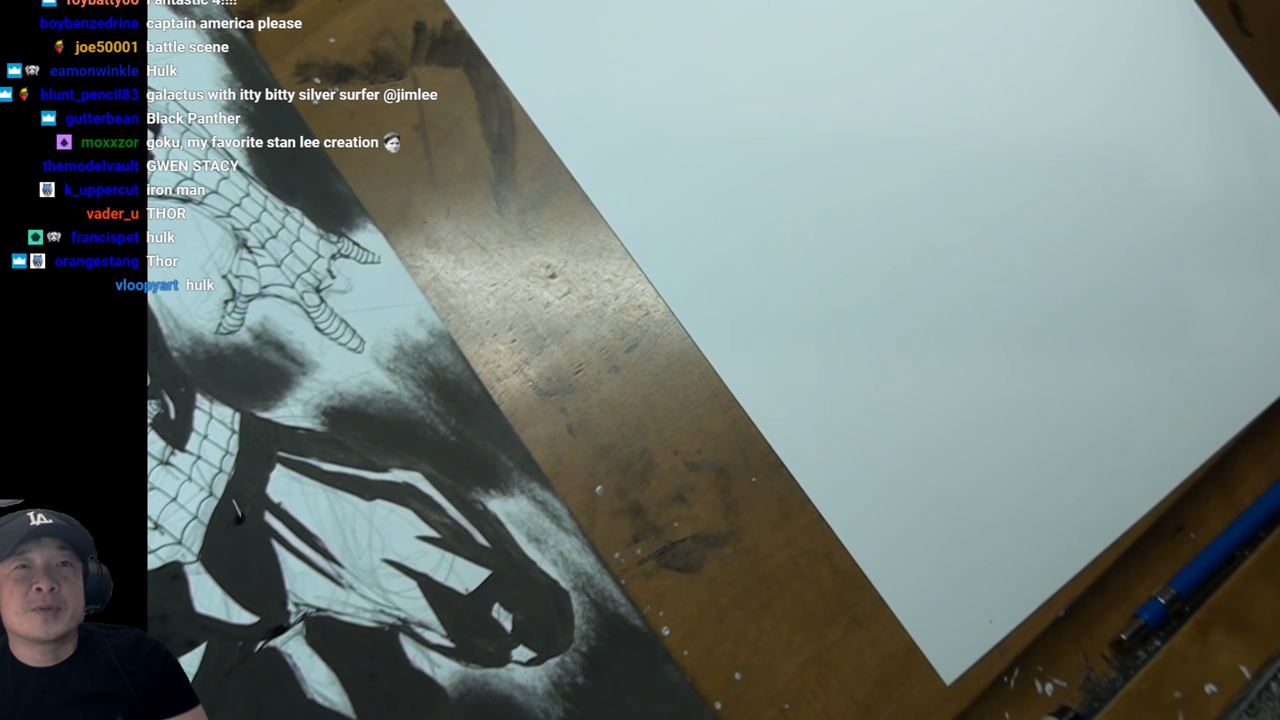 roybatty06 Fantastic 4!!!!
boybenzedrine captain america please
joe50001 battle scene
eamonwinkle Hulk
blunt_pencil83 galactus with itty bitty silver surfer @jimlee
gutterbean Black Panther
moxxzor goku, my favorite stan lee creation
themodelvault GWEN STACY
k_uppercut iron man
vader_u THOR
francispet hulk
orangestang Thor
vloopyart hulk
LA